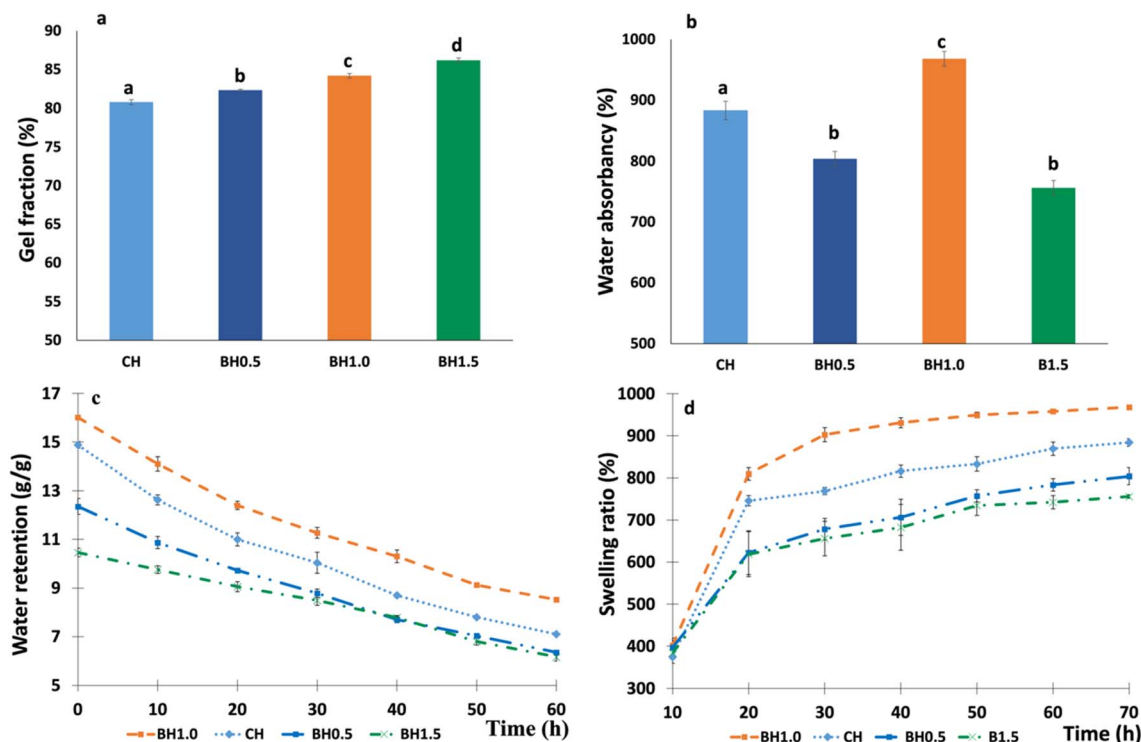 a
Gel fraction (%)
90
85
80
75
70
65
60
55
50
a
b
c
d
CH
BH0.5
BH1.0
BH1.5
b
Water absorbancy (%)
1000
900
800
700
600
500
a
b
c
b
CH
BH0.5
BH1.0
B1.5
c
Water retention (g/g)
17
15
13
11
9
7
5
0 10 20 30 40 50 60
Time (h)
BH1.0 CH BH0.5 BH1.5
d
Swelling ratio (%)
1000
900
800
700
600
500
400
300
10 20 30 40 50 60 70
Time (h)
BH1.0 CH BH0.5 B1.5